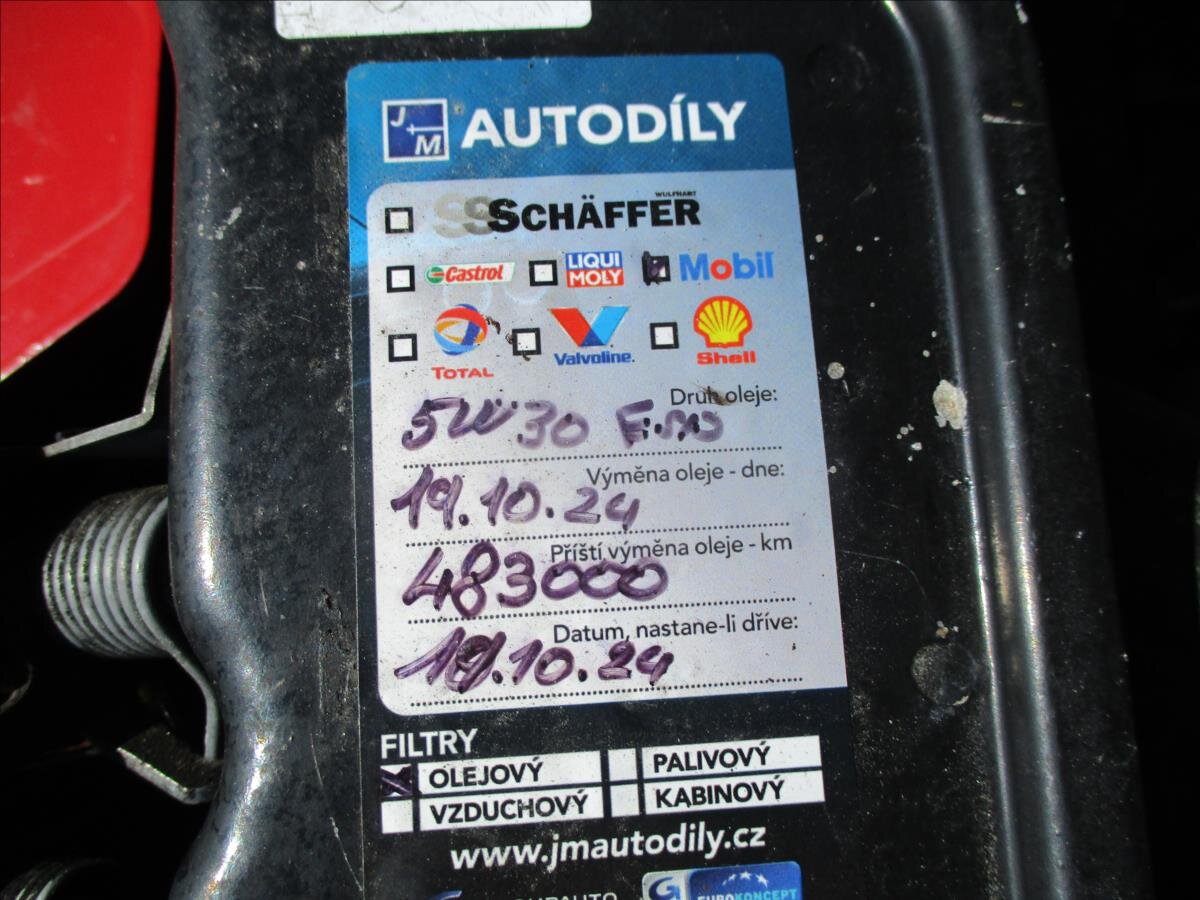 J+M AUTODÍLY
WULFHART
SCHÄFFER
Castrol LIQUI MOLY Mobil
TOTAL Valvoline. Shell
Druh oleje:
5W30
Výměna oleje - dne:
19.10.24
Příští výměna oleje - km
483000
Datum, nastane-li dříve:
19.10.24
FILTRY
OLEJOVÝ PALIVOVÝ
VZDUCHOVÝ KABINOVÝ
www.jmautodily.cz
EUROKONCEPT